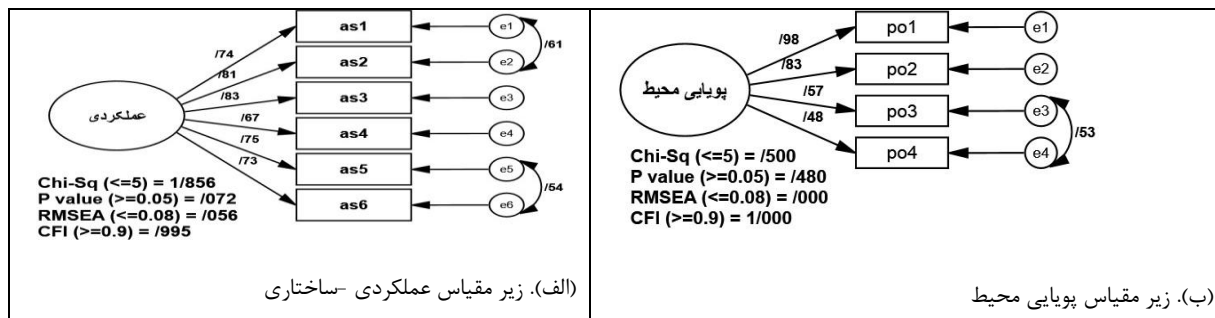 as1
e1
/61
/74
as2
e2
/81
/83
as3
e3
عملکردی
/67
as4
e4
/75
as5
e5
/73
/54
as6
e6
Chi-Sq (<=5) = 1/856
P value (>=0.05) = /072
RMSEA (<=0.08) = /056
CFI (>=0.9) = /995
(الف). زیر مقیاس عملکردی -ساختاری
/98
po1
e1
/83
po2
e2
پویایی محیط
/57
po3
e3
/48
/53
po4
e4
Chi-Sq (<=5) = /500
P value (>=0.05) = /480
RMSEA (<=0.08) = /000
CFI (>=0.9) = 1/000
(ب). زیر مقیاس پویایی محیط